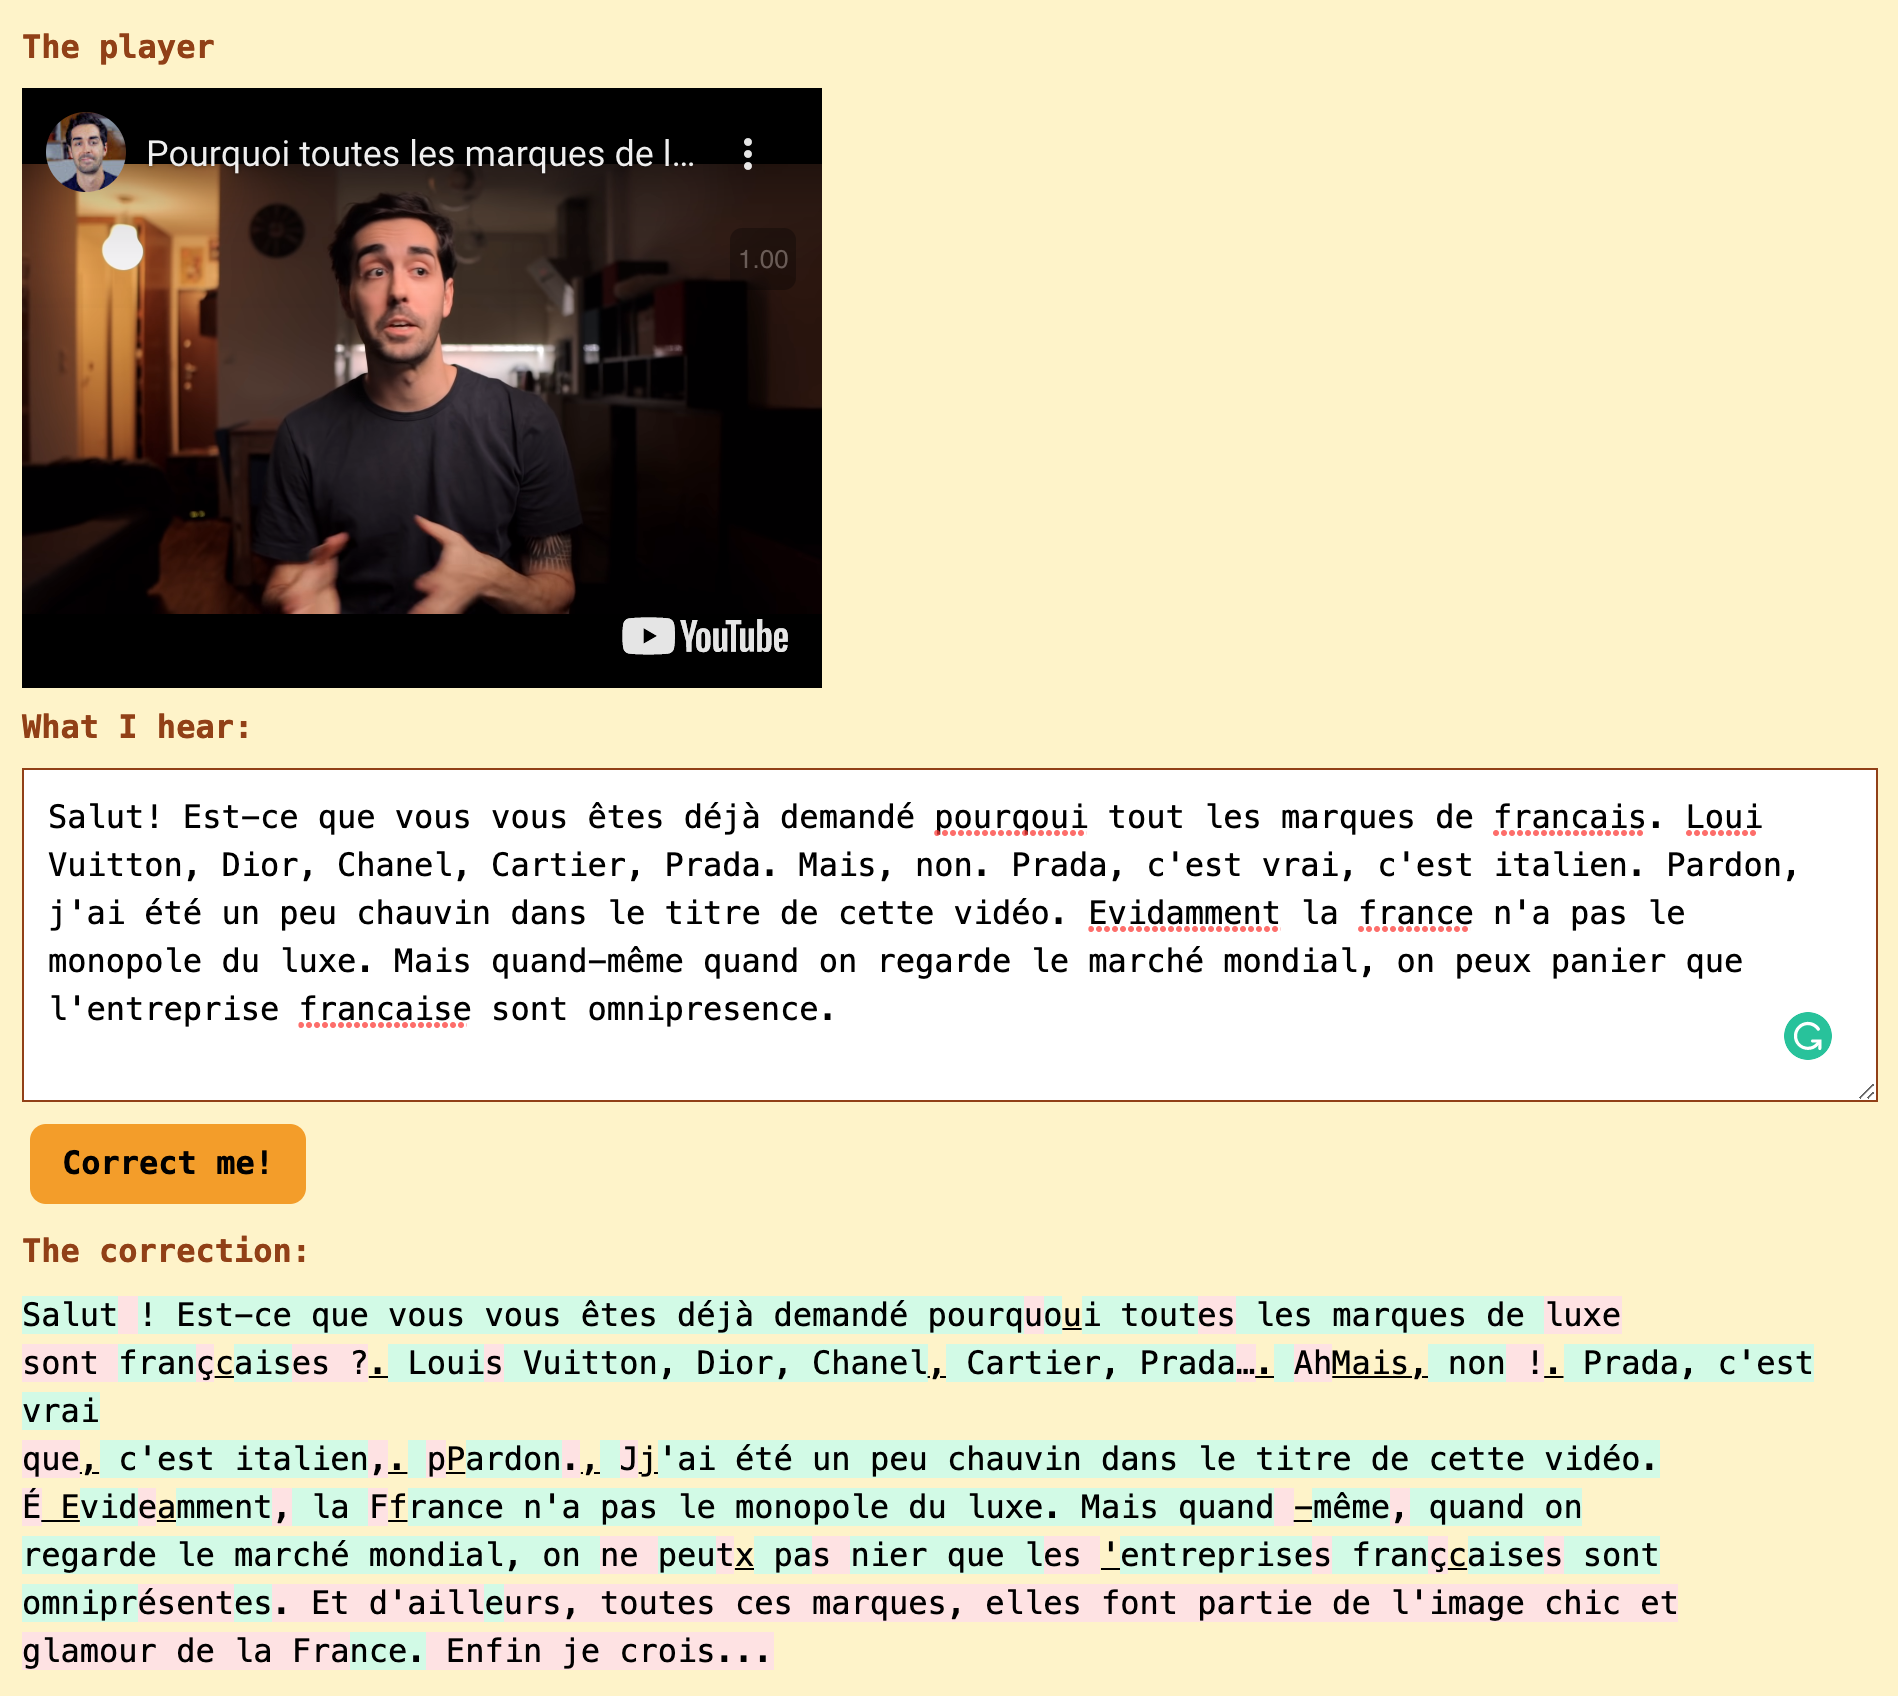 The player
Pourquoi toutes les marques de l...
1.00
YouTube
What I hear:
Salut! Est-ce que vous vous êtes déjà demandé pourqoui tout les marques de francais. Loui
Vuitton, Dior, Chanel, Cartier, Prada. Mais, non. Prada, c'est vrai, c'est italien. Pardon,
j'ai été un peu chauvin dans le titre de cette vidéo. Evidamment la france n'a pas le
monopole du luxe. Mais quand-même quand on regarde le marché mondial, on peux panier que
l'entreprise francaise sont omnipresence.
Correct me!
The correction:
Salut ! Est-ce que vous vous êtes déjà demandé pourquoui toutes les marques de luxe
sont françcaises ?. Louis Vuitton, Dior, Chanel, Cartier, Prada…. AhMais, non !. Prada, c'est
vrai
que, c'est italien,. pPardon., Jj'ai été un peu chauvin dans le titre de cette vidéo.
É Evideamment, la Ffrance n'a pas le monopole du luxe. Mais quand -même, quand on
regarde le marché mondial, on ne peutx pas nier que les 'entreprises françcaises sont
omniprésentes. Et d'ailleurs, toutes ces marques, elles font partie de l'image chic et
glamour de la France. Enfin je crois...